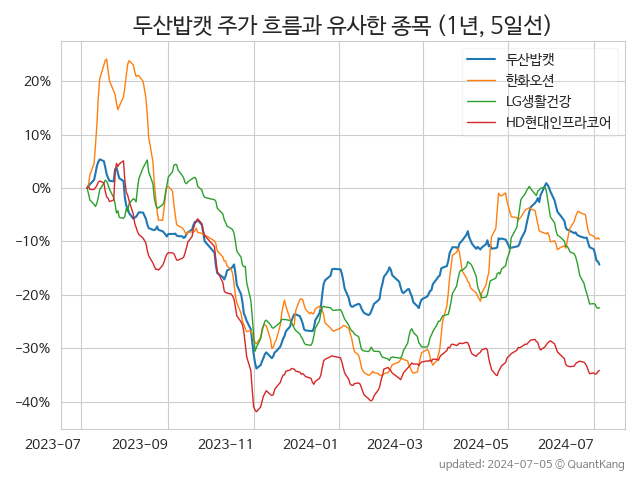 두산밥캣 주가 흐름과 유사한 종목 (1년, 5일선)
두산밥캣
한화오션
LG생활건강
HD현대인프라코어
20%
10%
0%
−10%
−20%
−30%
−40%
2023-07 2023-09 2023-11 2024-01 2024-03 2024-05 2024-07
updated: 2024-07-05 © QuantKang